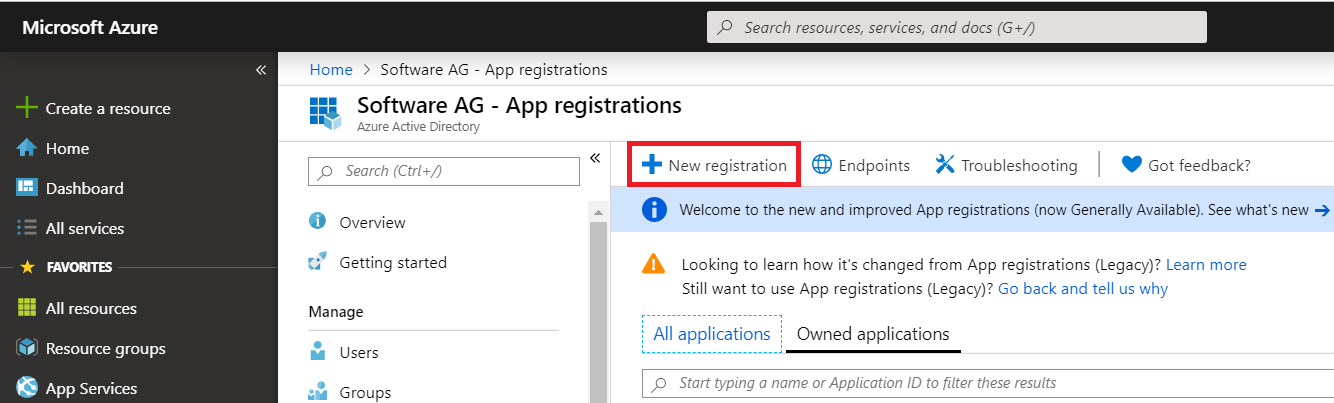 Microsoft Azure
Search resources, services, and docs (G+/)
«
Create a resource
Home
Dashboard
All services
FAVORITES
All resources
Resource groups
App Services
Home > Software AG - App registrations
Software AG - App registrations
Azure Active Directory
Search (Ctrl+/)
«
Overview
Getting started
Manage
Users
Groups
New registration Endpoints Troubleshooting Got feedback?
Welcome to the new and improved App registrations (now Generally Available). See what's new →
Looking to learn how it's changed from App registrations (Legacy)? Learn more
Still want to use App registrations (Legacy)? Go back and tell us why
All applications Owned applications
Start typing a name or Application ID to filter these results